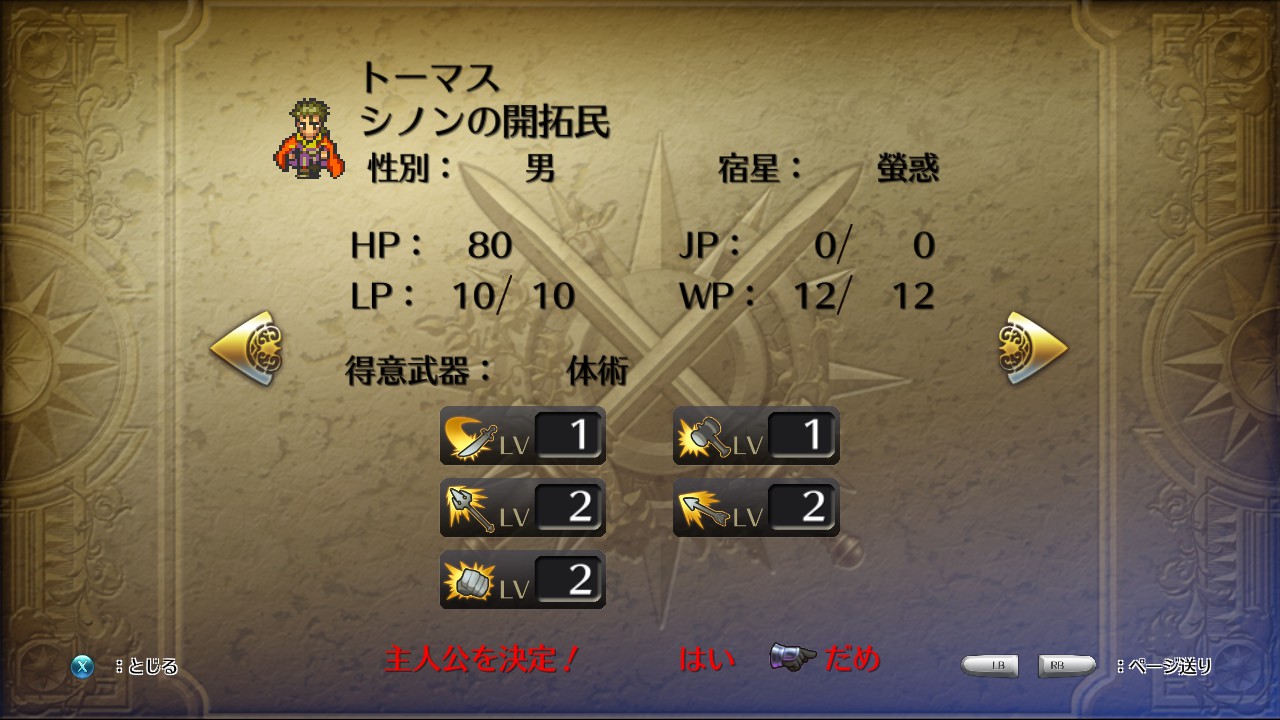 トーマス
シノンの開拓民
性別： 男 宿星： 螢惑
HP： 80 JP： 0/ 0
LP： 10/ 10 WP： 12/ 12
得意武器： 体術
LV 1 LV 1
LV 2 LV 2
LV 2
主人公を決定！ はい だめ
X ：とじる LB RB ：ページ送り